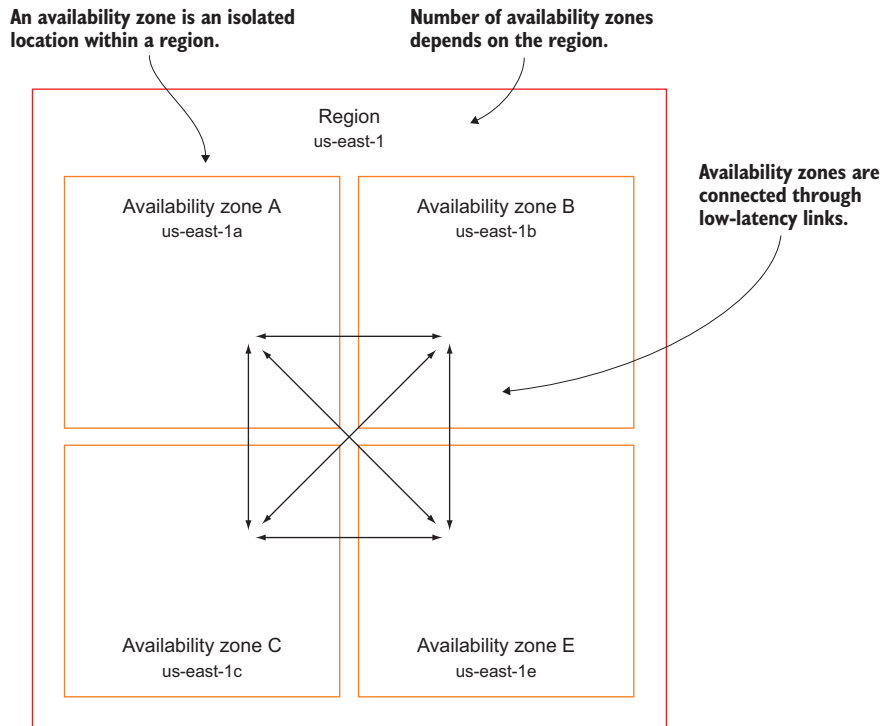 An availability zone is an isolated
location within a region.
Number of availability zones
depends on the region.
Region
us-east-1
Availability zones are
connected through
low-latency links.
Availability zone A
us-east-1a
Availability zone B
us-east-1b
Availability zone C
us-east-1c
Availability zone E
us-east-1e